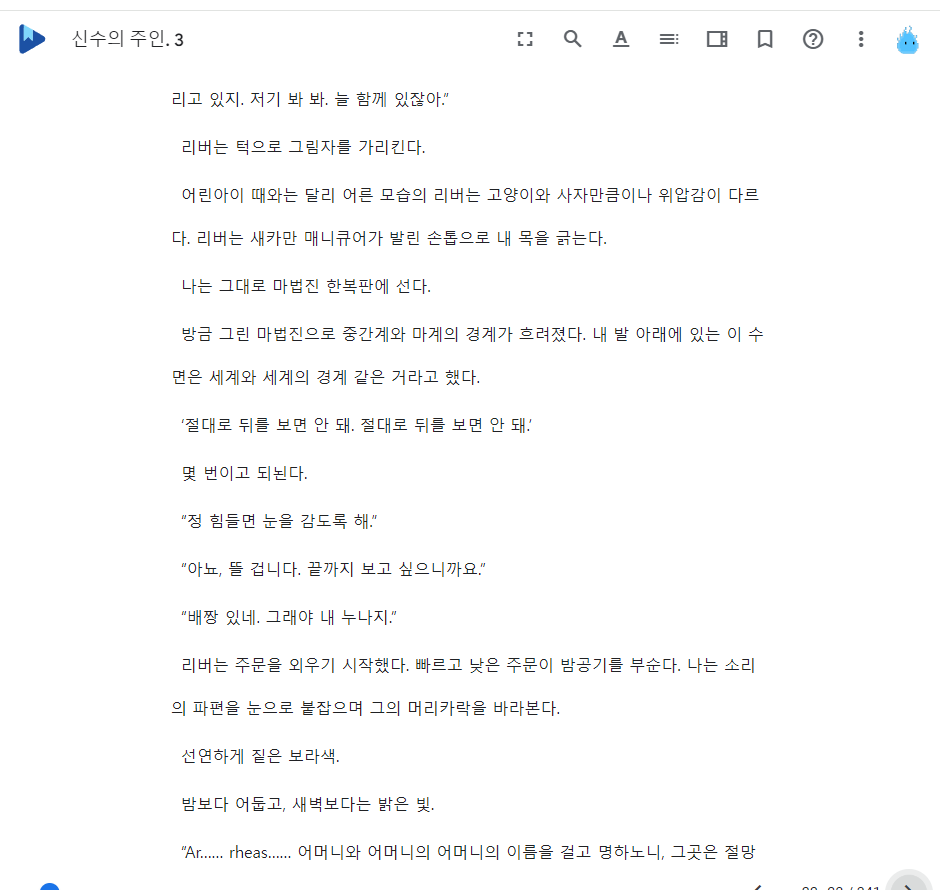 신수의 주인. 3
리고 있지. 저기 봐 봐. 늘 함께 있잖아.”
리버는 턱으로 그림자를 가리킨다.
어린아이 때와는 달리 어른 모습의 리버는 고양이와 사자만큼이나 위압감이 다르
다. 리버는 새카만 매니큐어가 발린 손톱으로 내 목을 긁는다.
나는 그대로 마법진 한복판에 선다.
방금 그린 마법진으로 중간계와 마계의 경계가 흐려졌다. 내 발 아래에 있는 이 수
면은 세계와 세계의 경계 같은 거라고 했다.
‘절대로 뒤를 보면 안 돼. 절대로 뒤를 보면 안 돼.’
몇 번이고 되뇐다.
“정 힘들면 눈을 감도록 해.”
“아뇨, 뜰 겁니다. 끝까지 보고 싶으니까요.”
“배짱 있네. 그래야 내 누나지.”
리버는 주문을 외우기 시작했다. 빠르고 낮은 주문이 밤공기를 부순다. 나는 소리
의 파편을 눈으로 붙잡으며 그의 머리카락을 바라본다.
선연하게 짙은 보라색.
밤보다 어둡고, 새벽보다는 밝은 빛.
“Ar...... rheas...... 어머니와 어머니의 어머니의 이름을 걸고 명하노니, 그곳은 절망